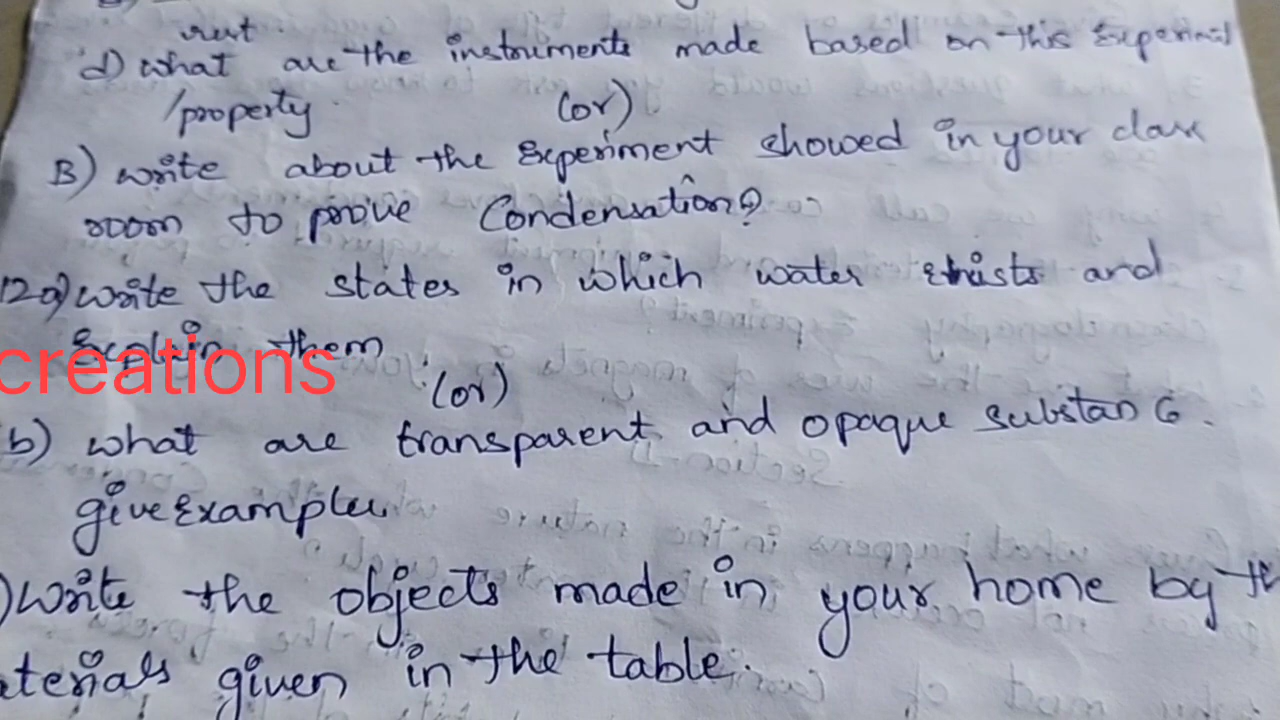 rest
d) what are the instruments made based on this Experiment
/property.
(or)
B) write about the Experiment showed in your class
room to prove Condensation?
12a) write the states in which water exists and
Explain them
creations
(or)
b) what are transparent and opaque substances.
give Examples.
)write the objects made in your home by th
terials given in the table.